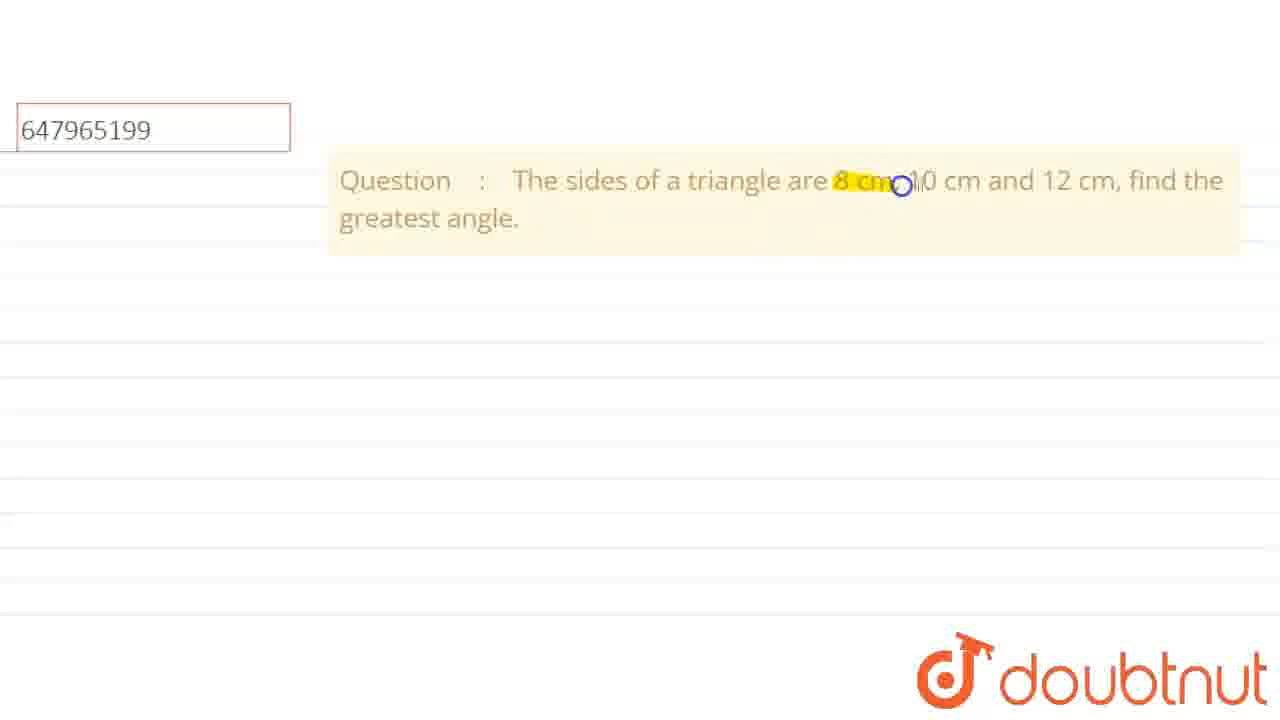 647965199
Question : The sides of a triangle are 8 cm, 10 cm and 12 cm, find the
greatest angle.
doubtnut